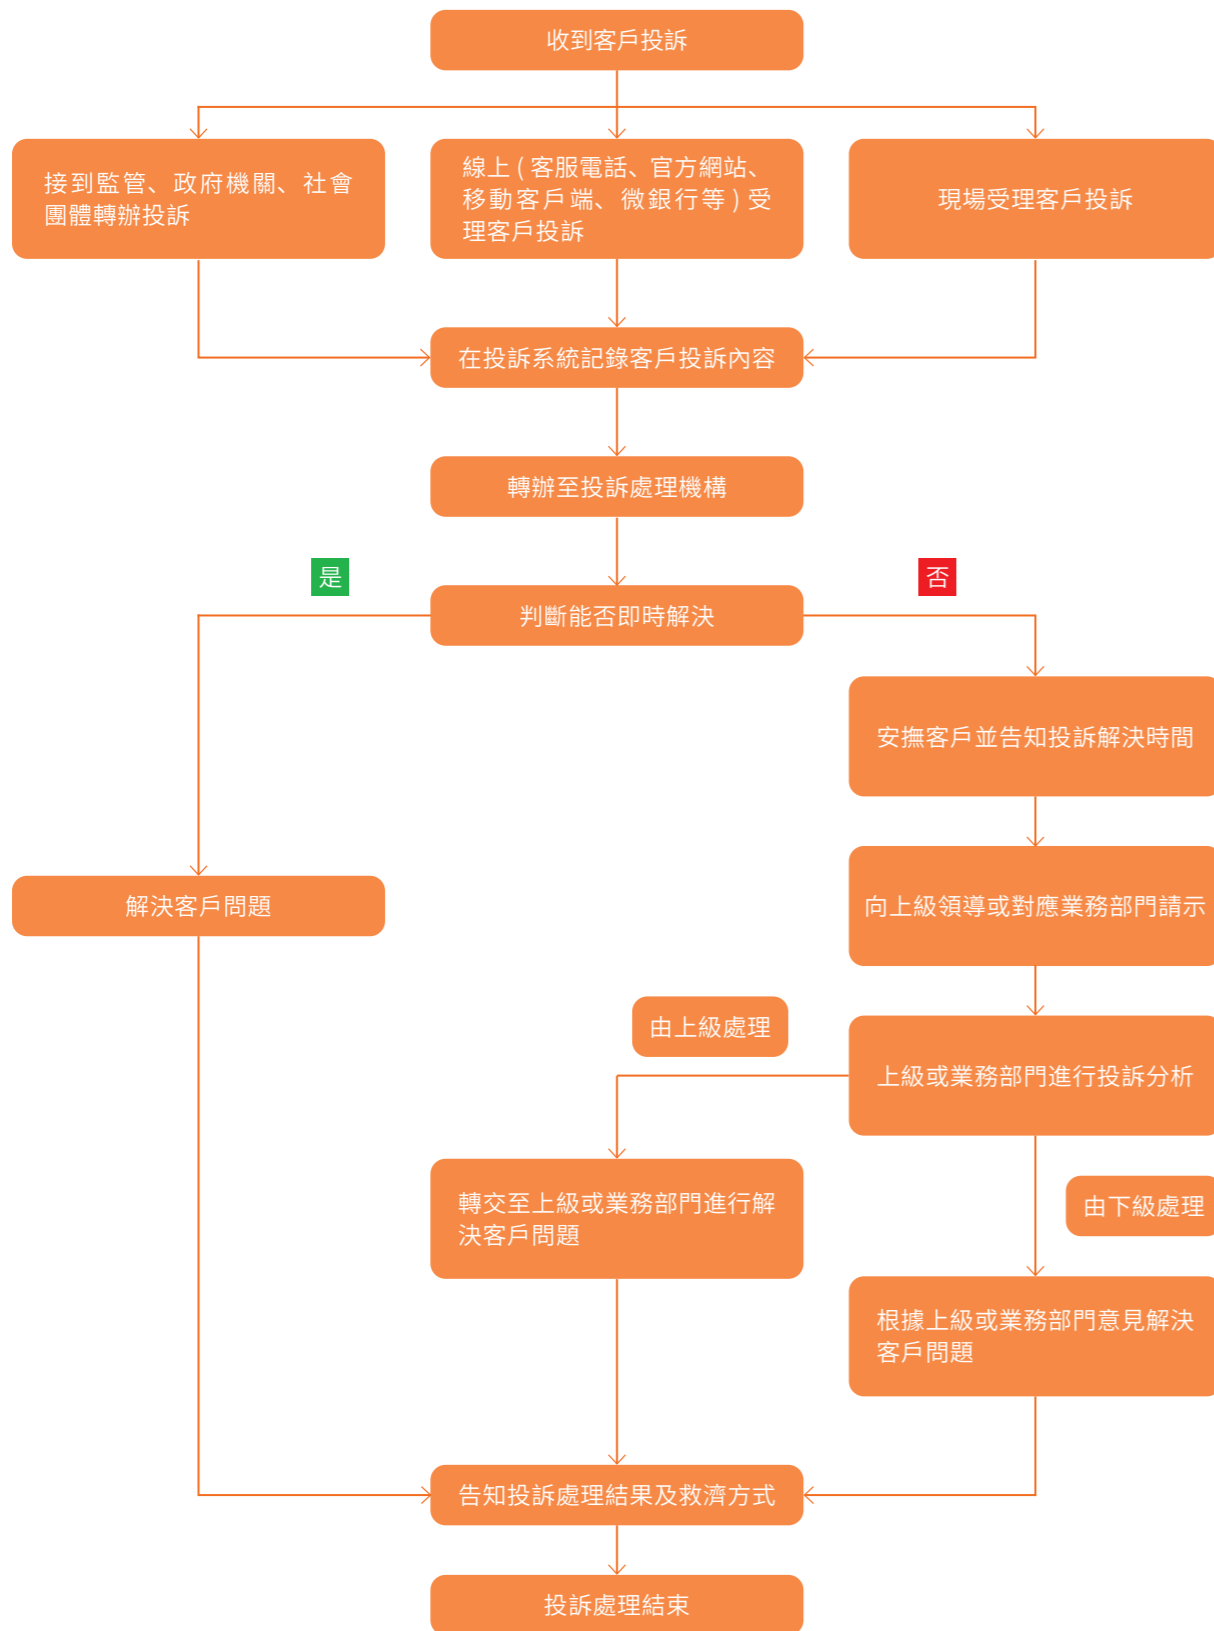 收到客戶投訴
接到監管、政府機關、社會
團體轉辦投訴
線上(客服電話、官方網站、
移動客戶端、微銀行等)受
理客戶投訴
現場受理客戶投訴
在投訴系統記錄客戶投訴內容
轉辦至投訴處理機構
是
否
判斷能否即時解決
安撫客戶並告知投訴解決時間
解決客戶問題
向上級領導或對應業務部門請示
由上級處理
上級或業務部門進行投訴分析
轉交至上級或業務部門進行解
決客戶問題
由下級處理
根據上級或業務部門意見解決
客戶問題
告知投訴處理結果及救濟方式
投訴處理結束